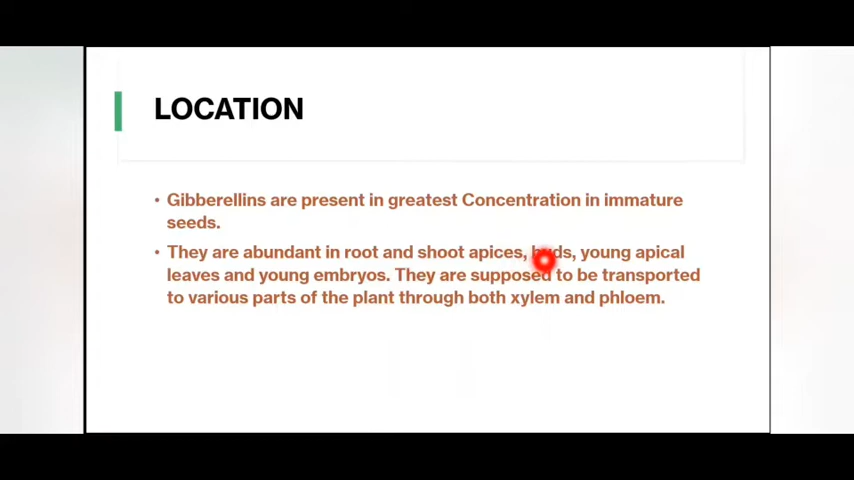 LOCATION
• Gibberellins are present in greatest Concentration in immature
seeds.
• They are abundant in root and shoot apices, buds, young apical
leaves and young embryos. They are supposed to be transported
to various parts of the plant through both xylem and phloem.